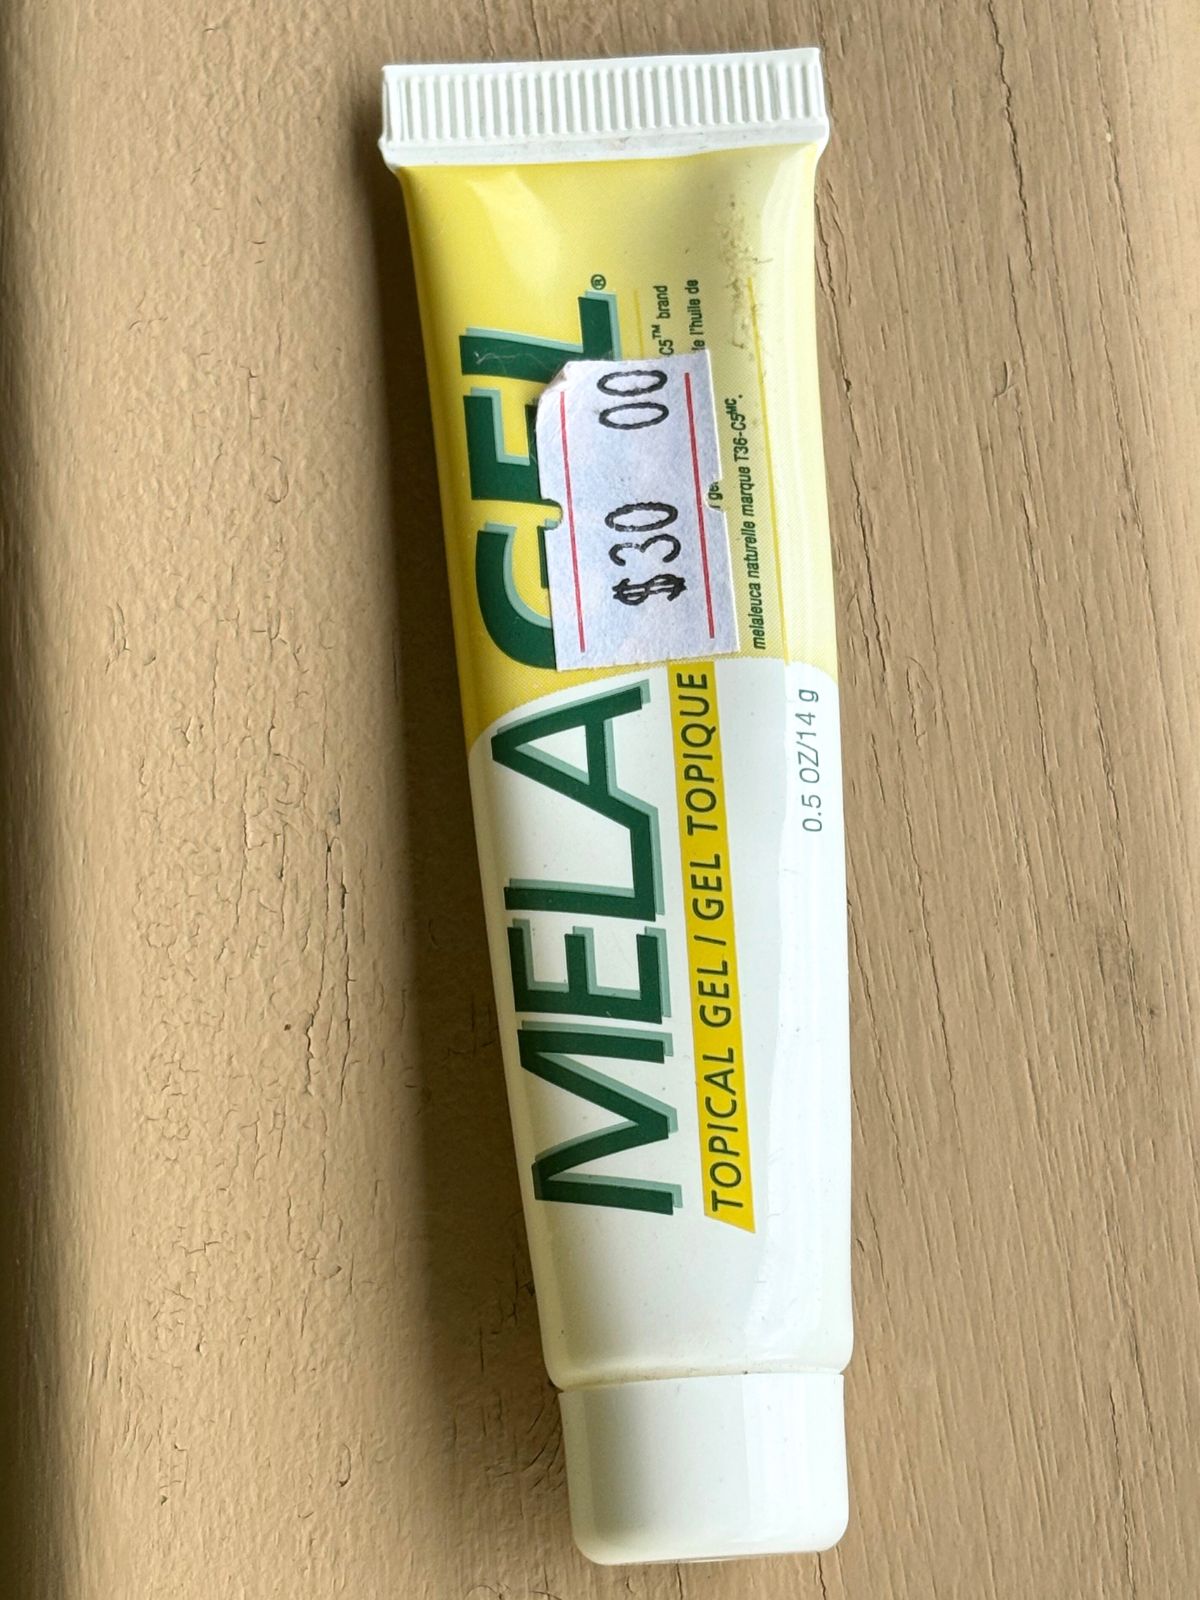 MELAGEL®
$30 00
TOPICAL GEL / GEL TOPIQUE
C5™ brand
de l'huile de
melaleuca naturelle marque T36-C5ᴹᶜ.
0.5 OZ/14 g